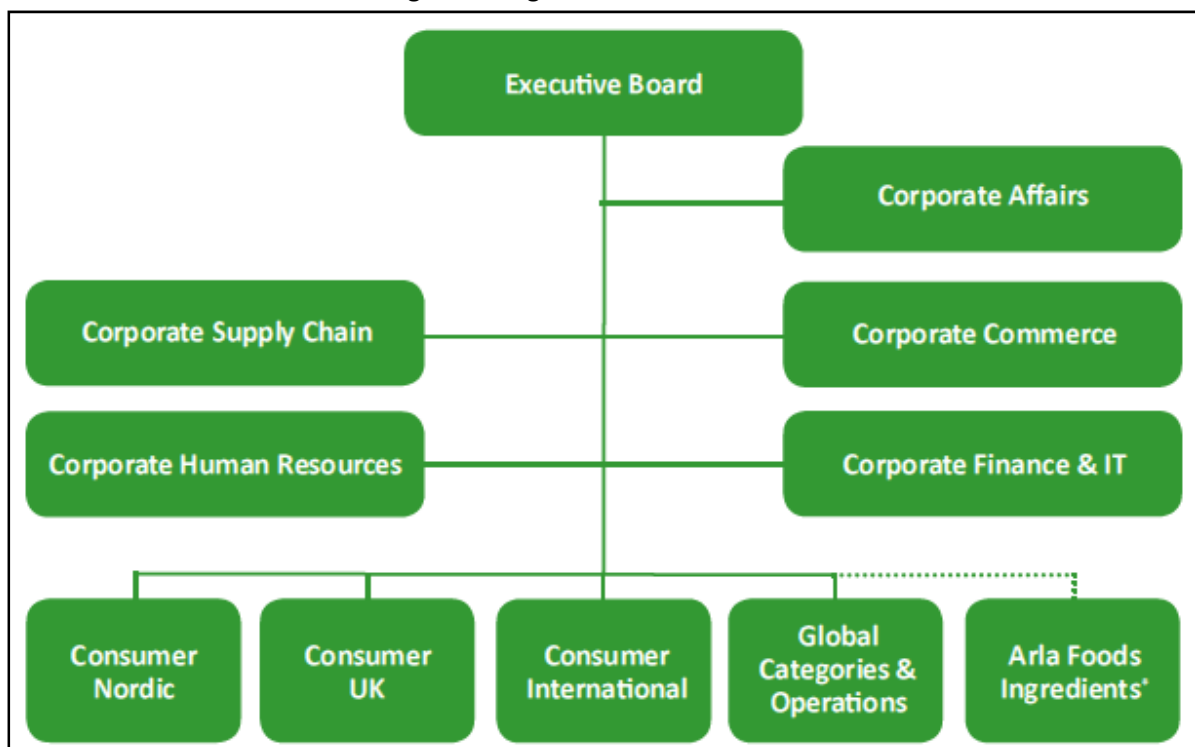 Executive Board
Corporate Affairs
Corporate Supply Chain
Corporate Commerce
Corporate Human Resources
Corporate Finance & IT
Consumer
Nordic
Consumer
UK
Consumer
International
Global
Categories &
Operations
Arla Foods
Ingredients*